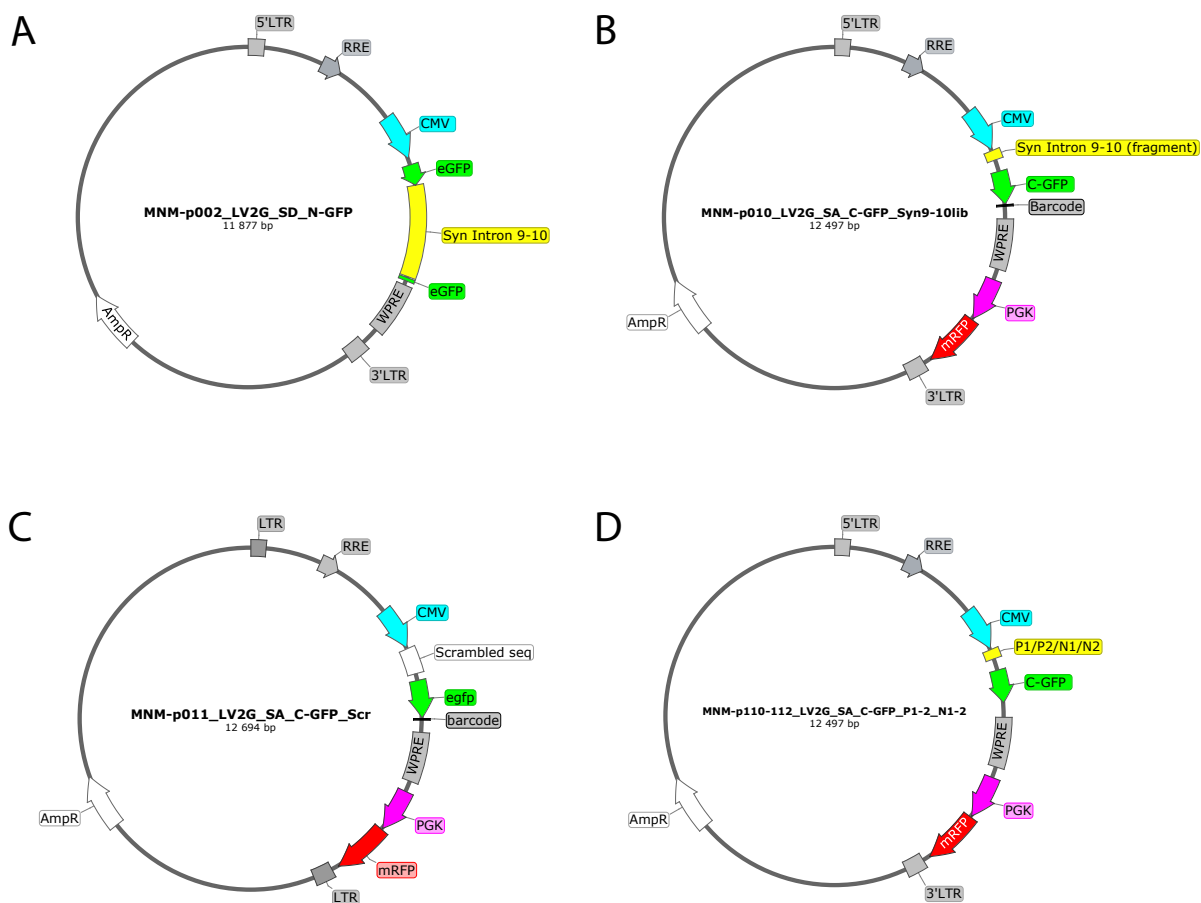 A
5'LTR
RRE
CMV
eGFP
MNM-p002_LV2G_SD_N-GFP
11 877 bp
Syn Intron 9-10
eGFP
WPRE
AmpR
3'LTR
B
5'LTR
RRE
CMV
Syn Intron 9-10 (fragment)
C-GFP
Barcode
MNM-p010_LV2G_SA_C-GFP_Syn9-10lib
12 497 bp
WPRE
PGK
AmpR
mRFP
3'LTR
C
LTR
RRE
CMV
Scrambled seq
egfp
MNM-p011_LV2G_SA_C-GFP_Scr
12 694 bp
barcode
WPRE
AmpR
PGK
mRFP
LTR
D
5'LTR
RRE
CMV
P1/P2/N1/N2
C-GFP
MNM-p110-112_LV2G_SA_C-GFP_P1-2_N1-2
12 497 bp
WPRE
PGK
AmpR
mRFP
3'LTR